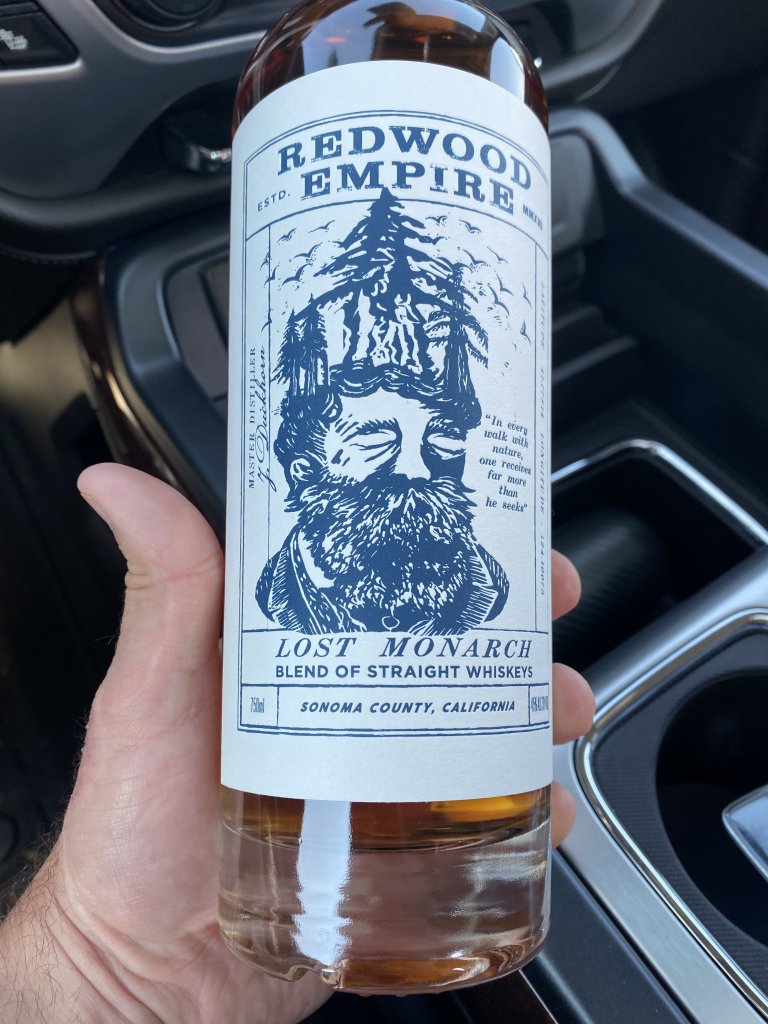 REDWOOD
EMPIRE
ESTD.
MASTER DISTILLER
"In every
walk with
nature,
one receives
far more
than
he seeks"
LOST MONARCH
BLEND OF STRAIGHT WHISKEYS
750ml
SONOMA COUNTY, CALIFORNIA